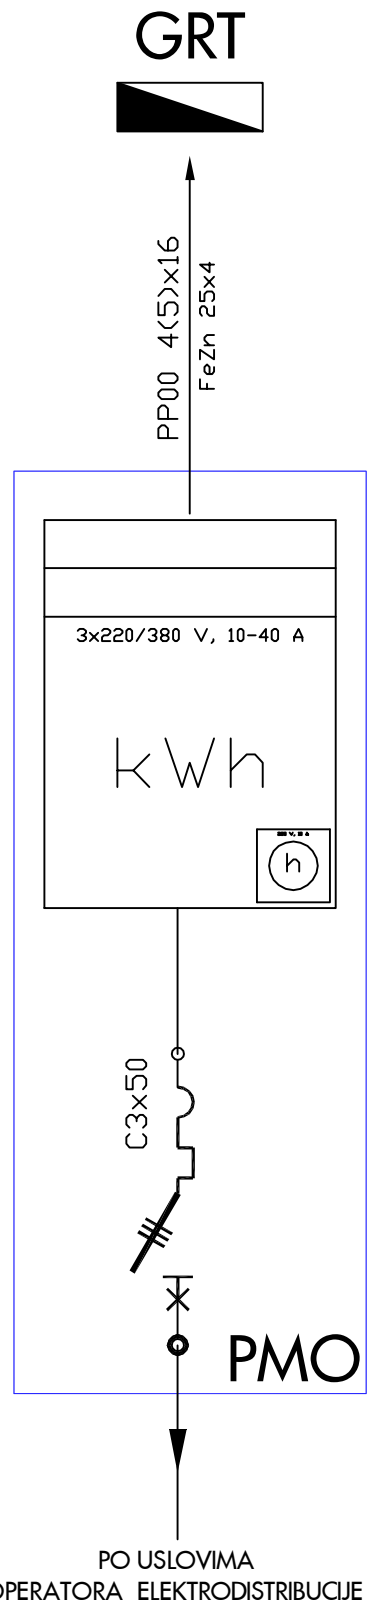 GRT
PP00 4(5)x16
FeZn 25x4
3x220/380 V, 10-40 A
kWh
h
C3x50
PMO
PO USLOVIMA
OPERATORA ELEKTRODISTRIBUCIJE